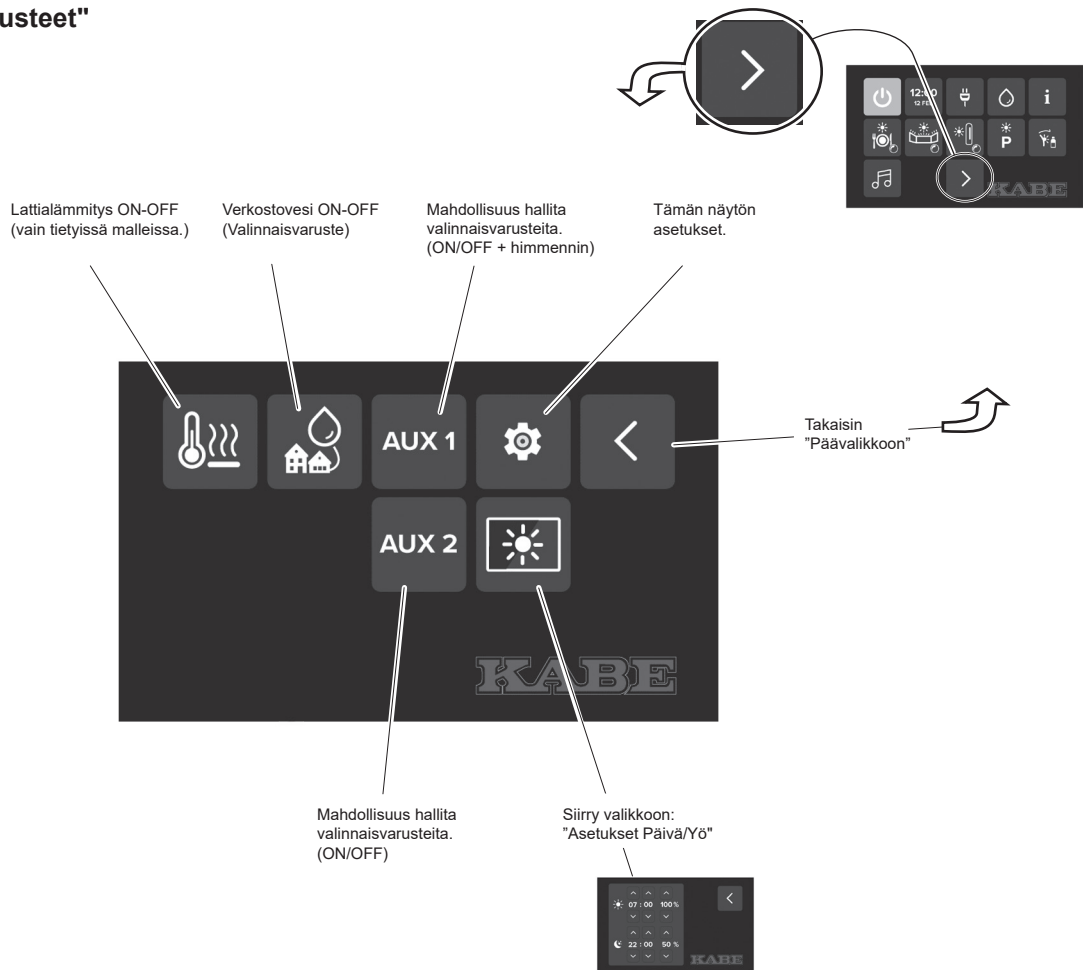 usteet"
12:00
12 FEB
i
P
KABE
Lattialämmitys ON-OFF
(vain tietyissä malleissa.)
Verkostovesi ON-OFF
(Valinnaisvaruste)
Mahdollisuus hallita
valinnaisvarusteita.
(ON/OFF + himmennin)
Tämän näytön
asetukset.
AUX 1
Takaisin
"Päävalikkoon"
AUX 2
KABE
Mahdollisuus hallita
valinnaisvarusteita.
(ON/OFF)
Siirry valikkoon:
"Asetukset Päivä/Yö"
07 : 00 100%
22 : 00 50 %
KABE